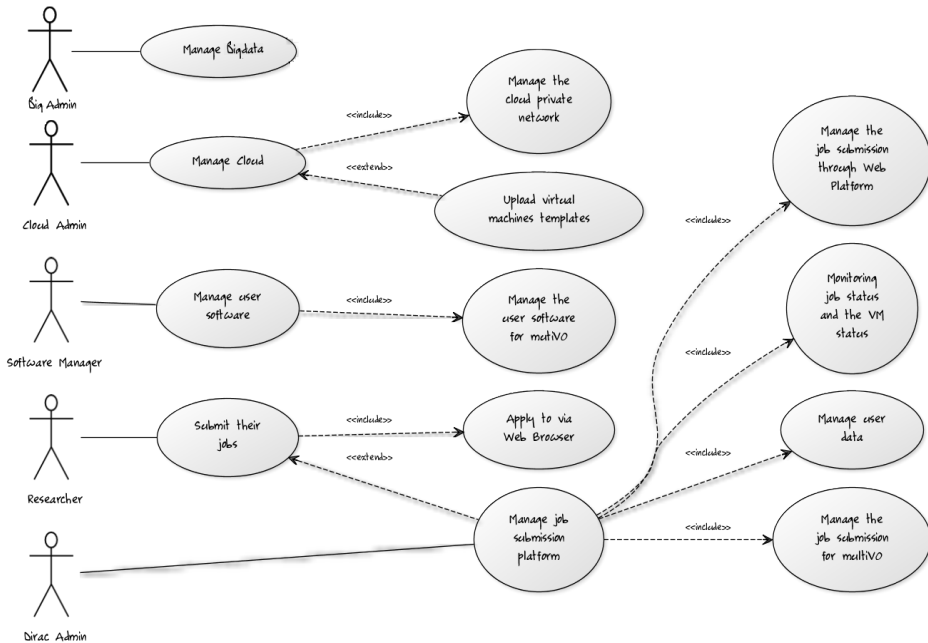 Big Admin
Manage Bigdata
Cloud Admin
Manage Cloud
<<include>>
Manage the
cloud private
network
<<extend>>
Upload virtual
machines templates
Software Manager
Manage user
software
<<include>>
Manage the
user software
for mutiVO
Researcher
Submit their
jobs
<<include>>
Apply to via
Web Browser
<<extend>>
Dirac Admin
Manage job
submission
platform
<<include>>
Manage the
job submission
through Web
Platform
<<include>>
Monitoring
job status
and the VM
status
<<include>>
Manage user
data
<<include>>
Manage the
job submission
for multiVO